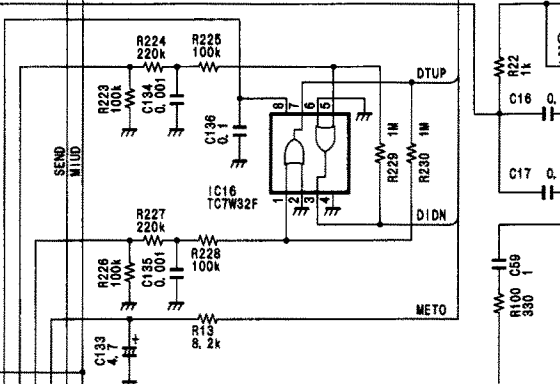 R224
220k
R225
100k
R223
100k
C134
0.001
C136
0.1
DTUP
8 7 6 5
R22
1k
C16 0.
SEND
MIUD
R229 1M
R230 1M
C17 0.
IC16
TC7W32F
1 2 3 4
R227
220k
DIDN
R226
100k
C135
0.001
R228
100k
C59
1
R100
330
METO
R13
8.2k
C133
4.7
+